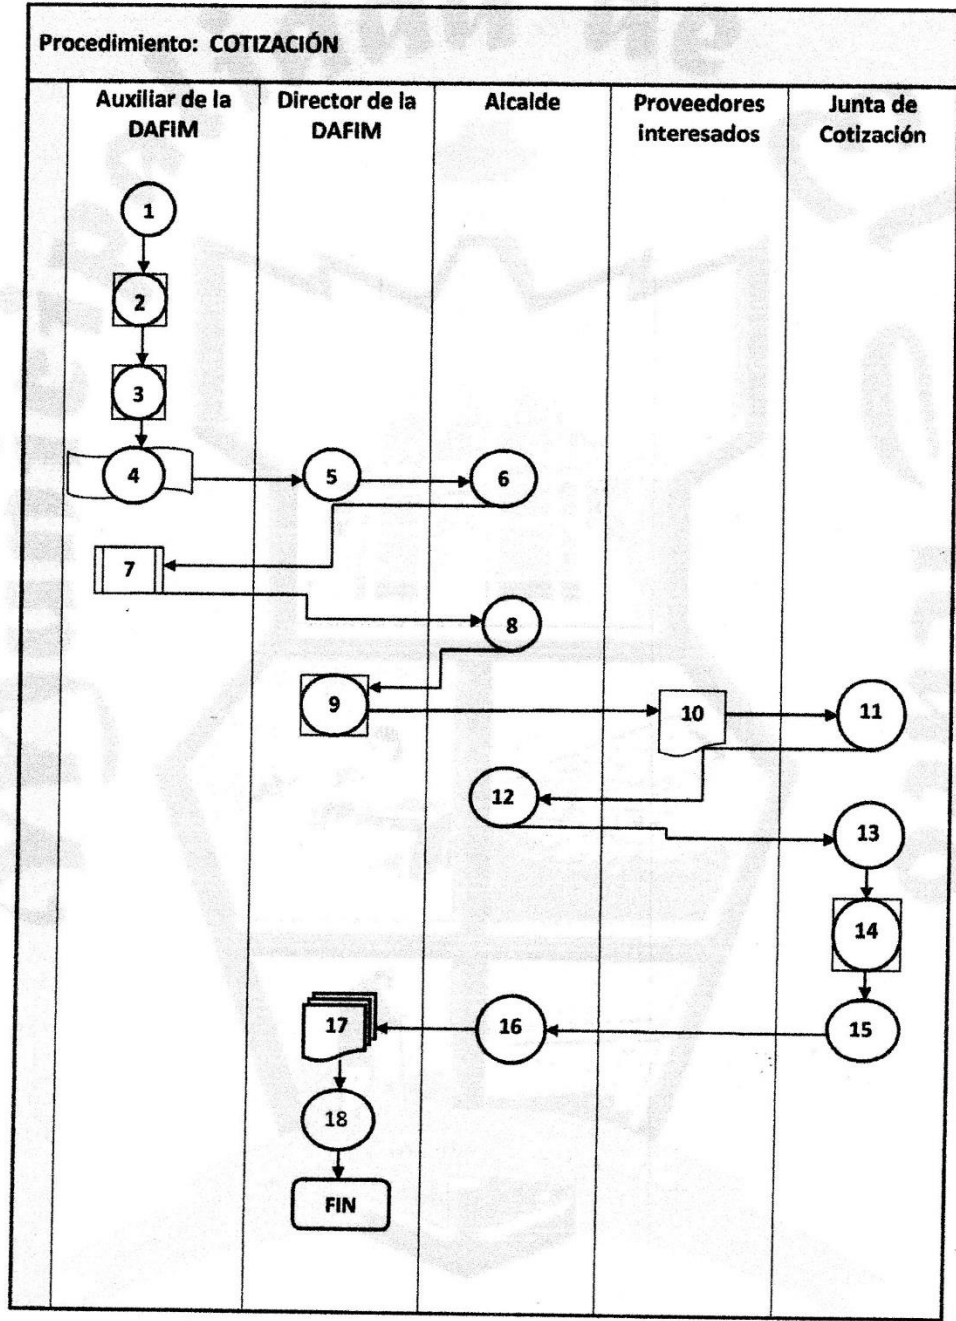 Procedimiento: COTIZACIÓN
Auxiliar de la
DAFIM
Director de la
DAFIM
Alcalde
Proveedores
interesados
Junta de
Cotización
1
2
3
4
5
6
7
8
9
10
11
12
13
14
15
16
17
18
FIN